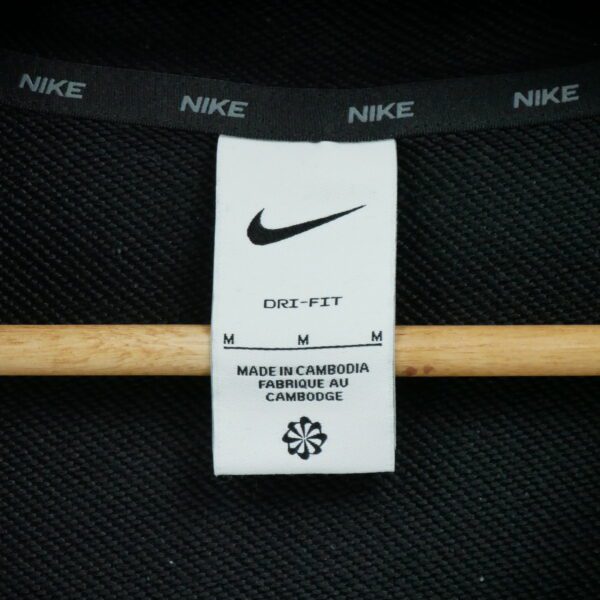 NIKE NIKE NIKE NIKE
DRI-FIT
M M M
MADE IN CAMBODIA
FABRIQUE AU
CAMBODGE